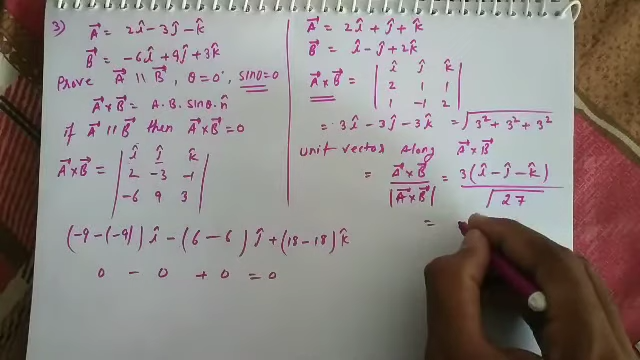 3) A⃗ = 2î - 3ĵ - k̂
B⃗ = -6î + 9ĵ + 3k̂
Prove A⃗ || B⃗, θ = 0°, sinθ = 0
A⃗ × B⃗ = A. B. sinθ. n̂
if A⃗ || B⃗ then A⃗ × B⃗ = 0
A⃗ × B⃗ = | î ĵ k̂ |
| 2 -3 -1 |
| -6 9 3 |
(-9 - (-9)) î - (6 - 6) ĵ + (18 - 18) k̂
0 - 0 + 0 = 0
A⃗ = 2î + ĵ + k̂
B⃗ = î - ĵ + 2k̂
A⃗ × B⃗ = | î ĵ k̂ |
| 2 1 1 |
| 1 -1 2 |
= 3î - 3ĵ - 3k̂ = √(3² + 3² + 3²)
unit vector along A⃗ × B⃗
= A⃗ × B⃗ / |A⃗ × B⃗| = 3(î - ĵ - k̂) / √27
=